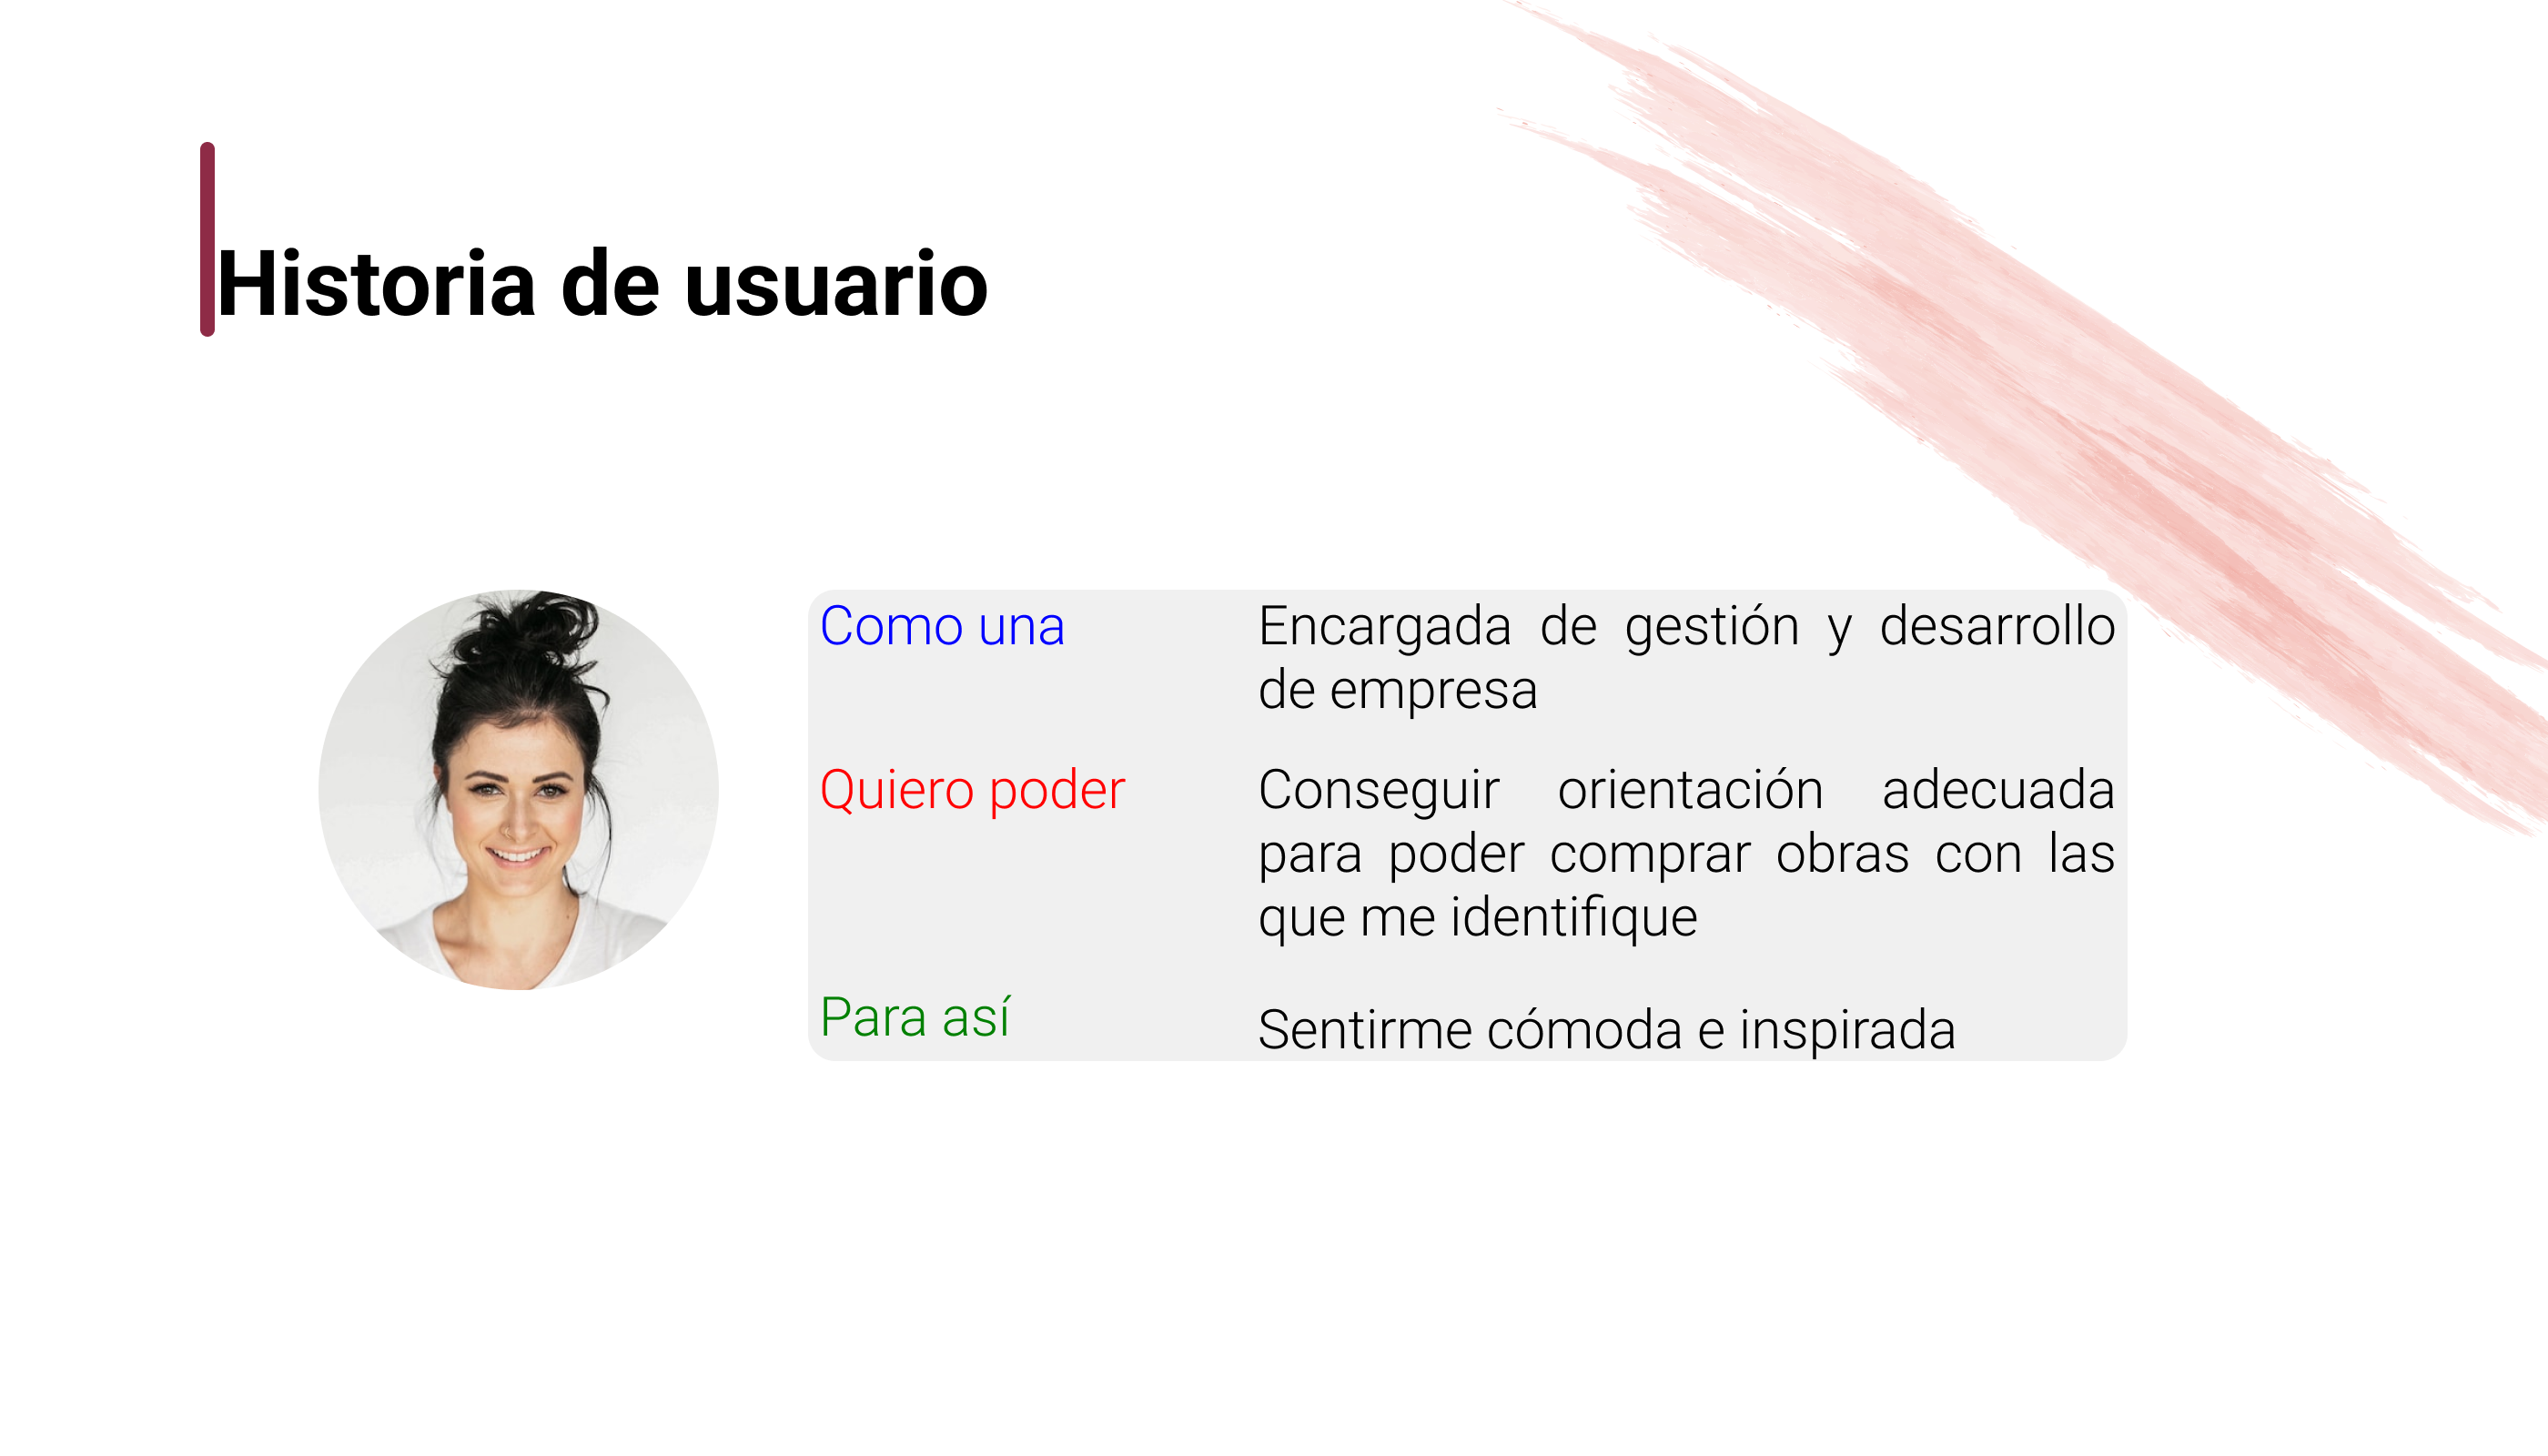 Historia de usuario
Como una
Encargada de gestión y desarrollo
de empresa
Quiero poder
Conseguir orientación adecuada
para poder comprar obras con las
que me identifique
Para así
Sentirme cómoda e inspirada